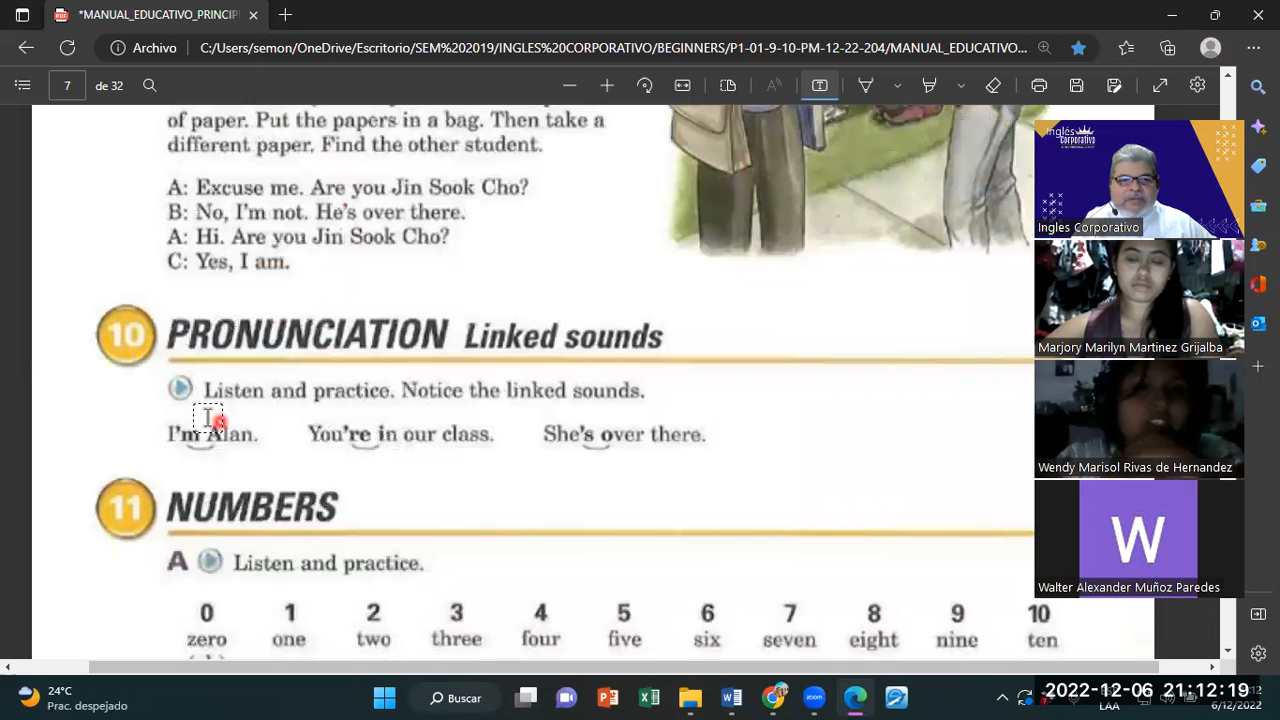 *MANUAL_EDUCATIVO_PRINCIPI
Archivo
C:/Users/semon/OneDrive/Escritorio/SEM%202019/INGLES%20CORPORATIVO/BEGINNERS/P1-01-9-10-PM-12-22-204/MANUAL_EDUCATIVO...
7 de 32
of paper. Put the papers in a bag. Then take a
different paper. Find the other student.
A: Excuse me. Are you Jin Sook Cho?
B: No, I'm not. He's over there.
A: Hi. Are you Jin Sook Cho?
C: Yes, I am.
10 PRONUNCIATION Linked sounds
Listen and practice. Notice the linked sounds.
I'm Alan. You're in our class. She's over there.
11 NUMBERS
A Listen and practice.
0 1 2 3 4 5 6 7 8 9 10
zero one two three four five six seven eight nine ten
Inglés
Corporativo
Ingles Corporativo
Marjory Marilyn Martinez Grijalba
Wendy Marisol Rivas de Hernandez
W
Walter Alexander Muñoz Paredes
24°C
Prac. despejado
Buscar
zoom
LAA
2022-12-06 21:12:19
6/12/2022